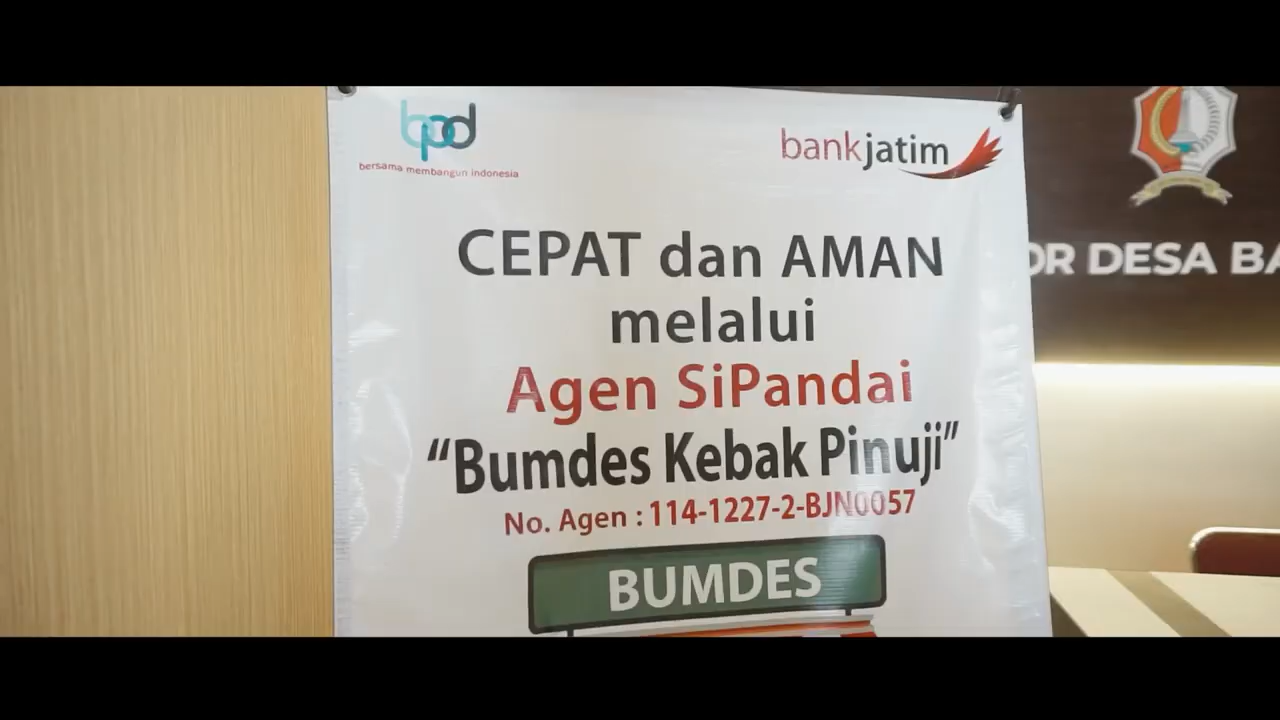 bpd
bersama membangun indonesia
bankjatim
CEPAT dan AMAN
melalui
Agen SiPandai
“Bumdes Kebak Pinuji”
No. Agen : 114-1227-2-BJN0057
BUMDES
OR DESA BA